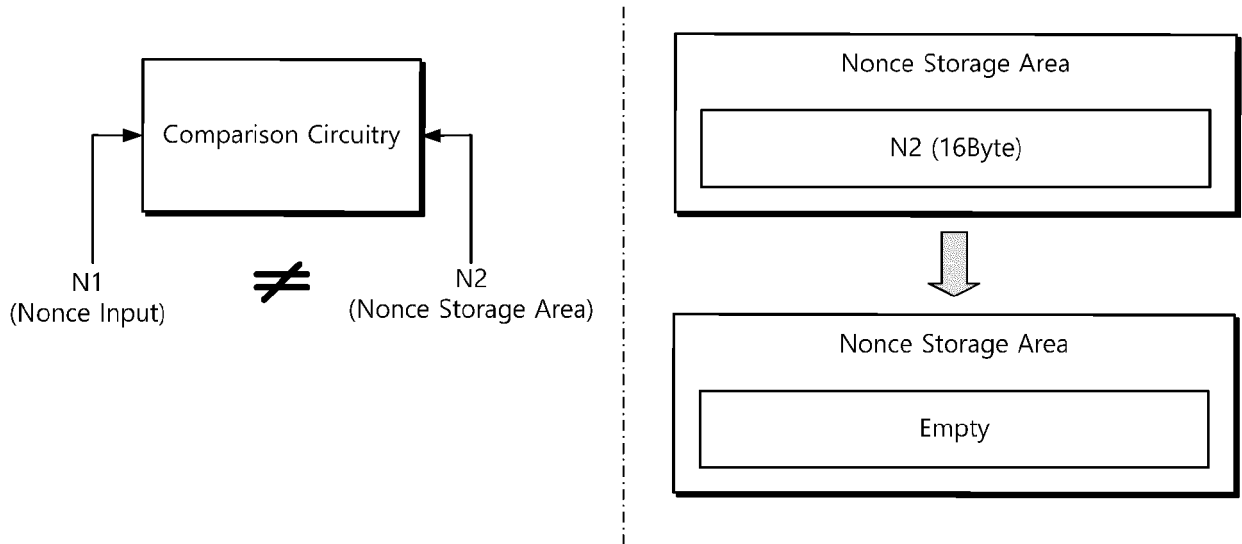 Comparison Circuitry
N1
(Nonce Input)
≠
N2
(Nonce Storage Area)
Nonce Storage Area
N2 (16Byte)
Nonce Storage Area
Empty